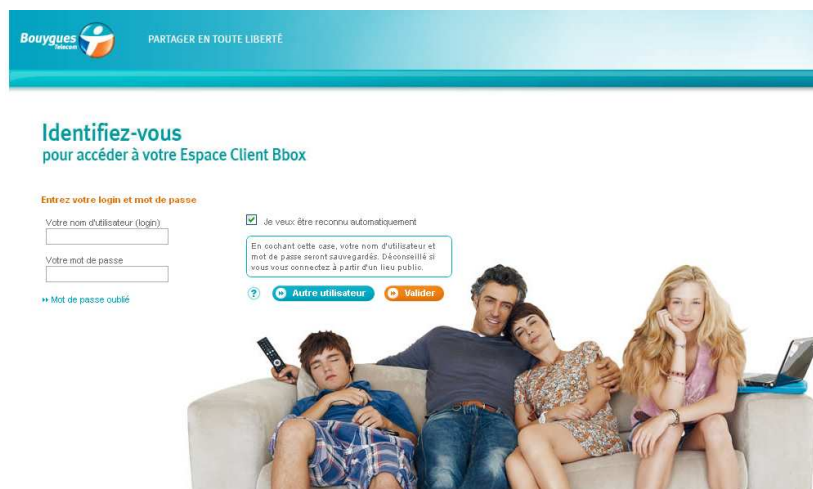 Bouygues
Telecom
PARTAGER EN TOUTE LIBERTÉ
Identifiez-vous
pour accéder à votre Espace Client Bbox
Entrez votre login et mot de passe
Votre nom d'utilisateur (login)
Votre mot de passe
Mot de passe oublié
Je veux être reconnu automatiquement
En cochant cette case, votre nom d'utilisateur et
mot de passe seront sauvegardés. Déconseillé si
vous vous connectez à partir d'un lieu public.
? Autre utilisateur Valider